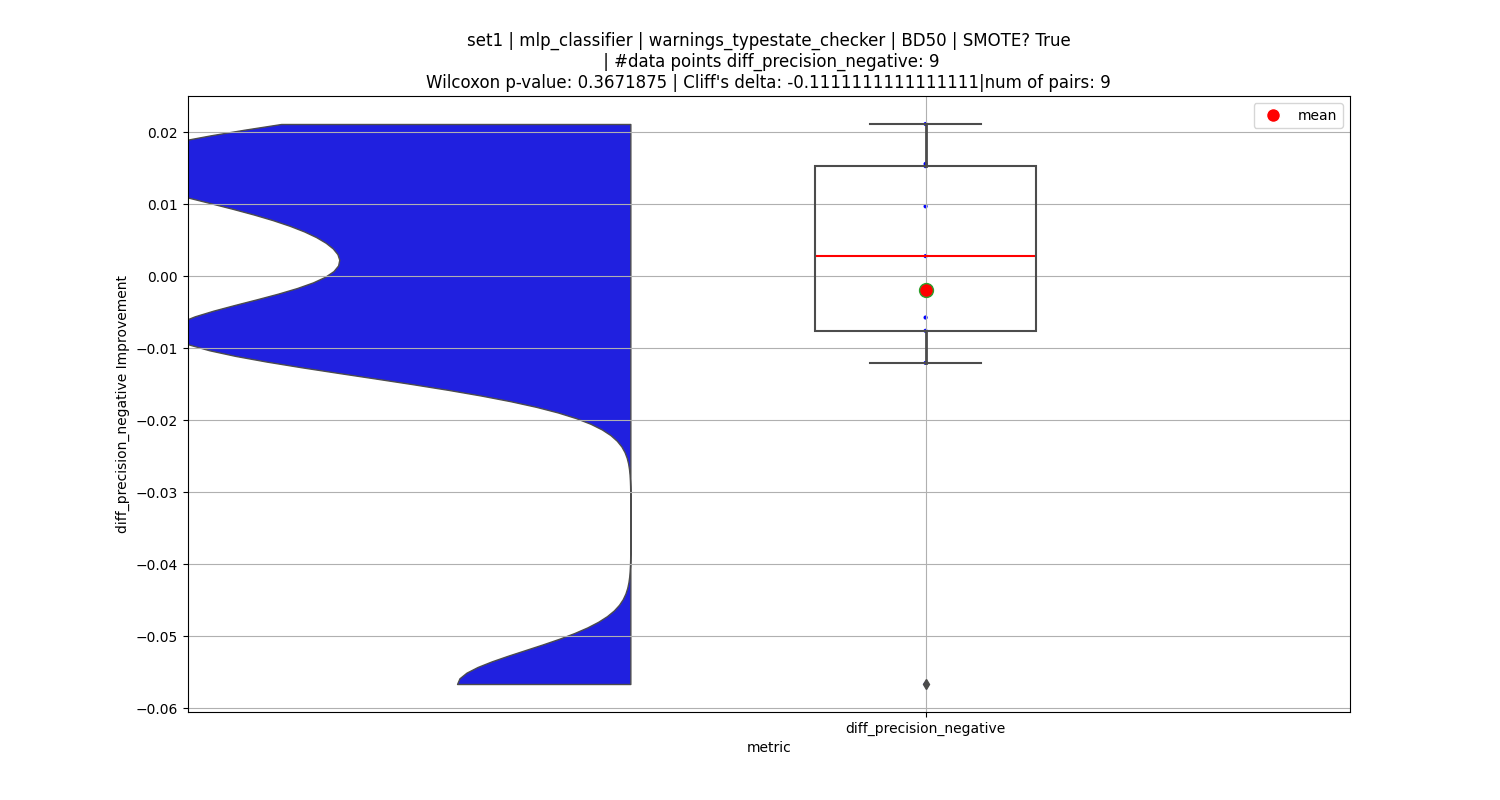 set1 | mlp_classifier | warnings_typestate_checker | BD50 | SMOTE? True
| #data points diff_precision_negative: 9
Wilcoxon p-value: 0.3671875 | Cliff's delta: -0.1111111111111111|num of pairs: 9
mean
0.02
0.01
0.00
−0.01
−0.02
−0.03
−0.04
−0.05
−0.06
diff_precision_negative Improvement
diff_precision_negative
metric